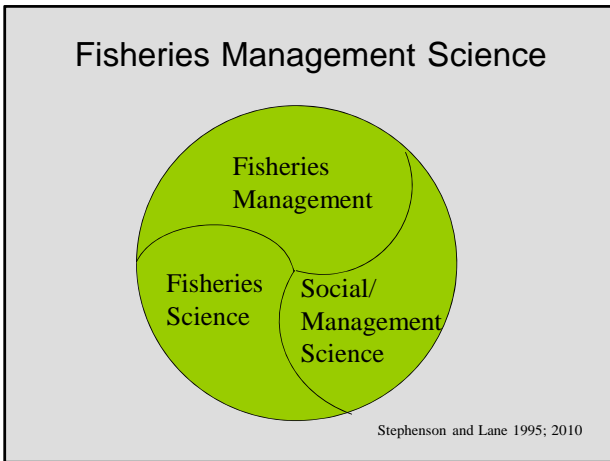 Fisheries Management Science
Fisheries
Management
Fisheries
Science
Social/
Management
Science
Stephenson and Lane 1995; 2010